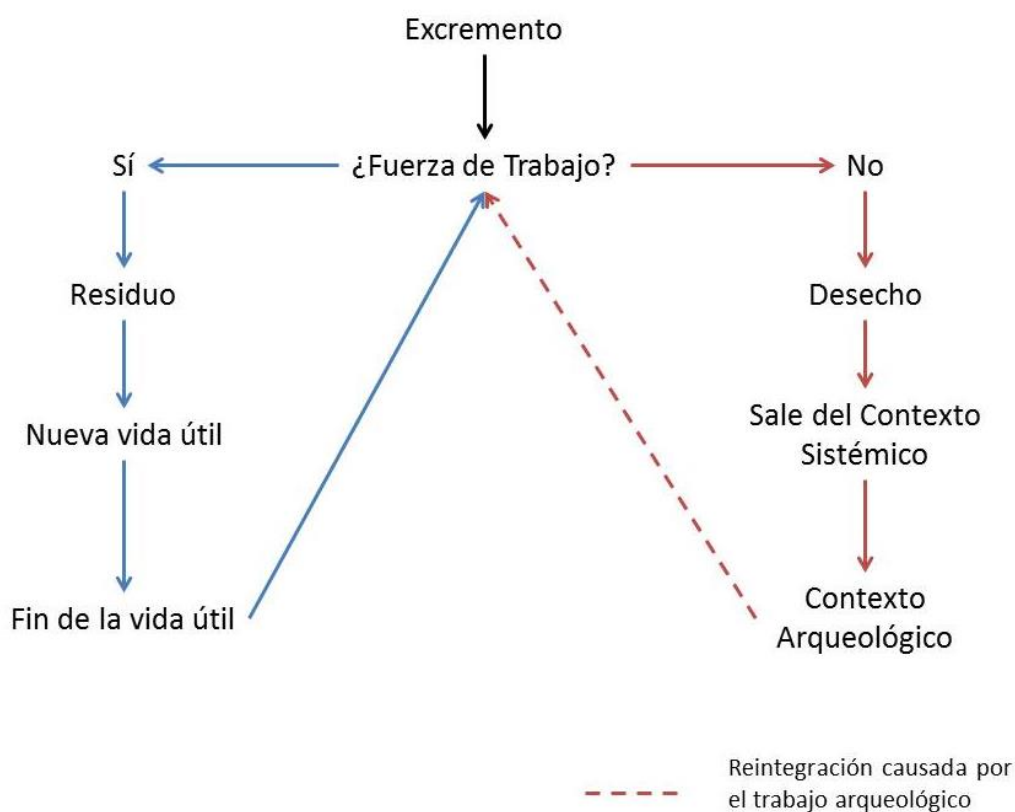 Excremento
Sí
¿Fuerza de Trabajo?
No
Residuo
Desecho
Nueva vida útil
Sale del Contexto
Sistémico
Fin de la vida útil
Contexto
Arqueológico
Reintegración causada por
el trabajo arqueológico